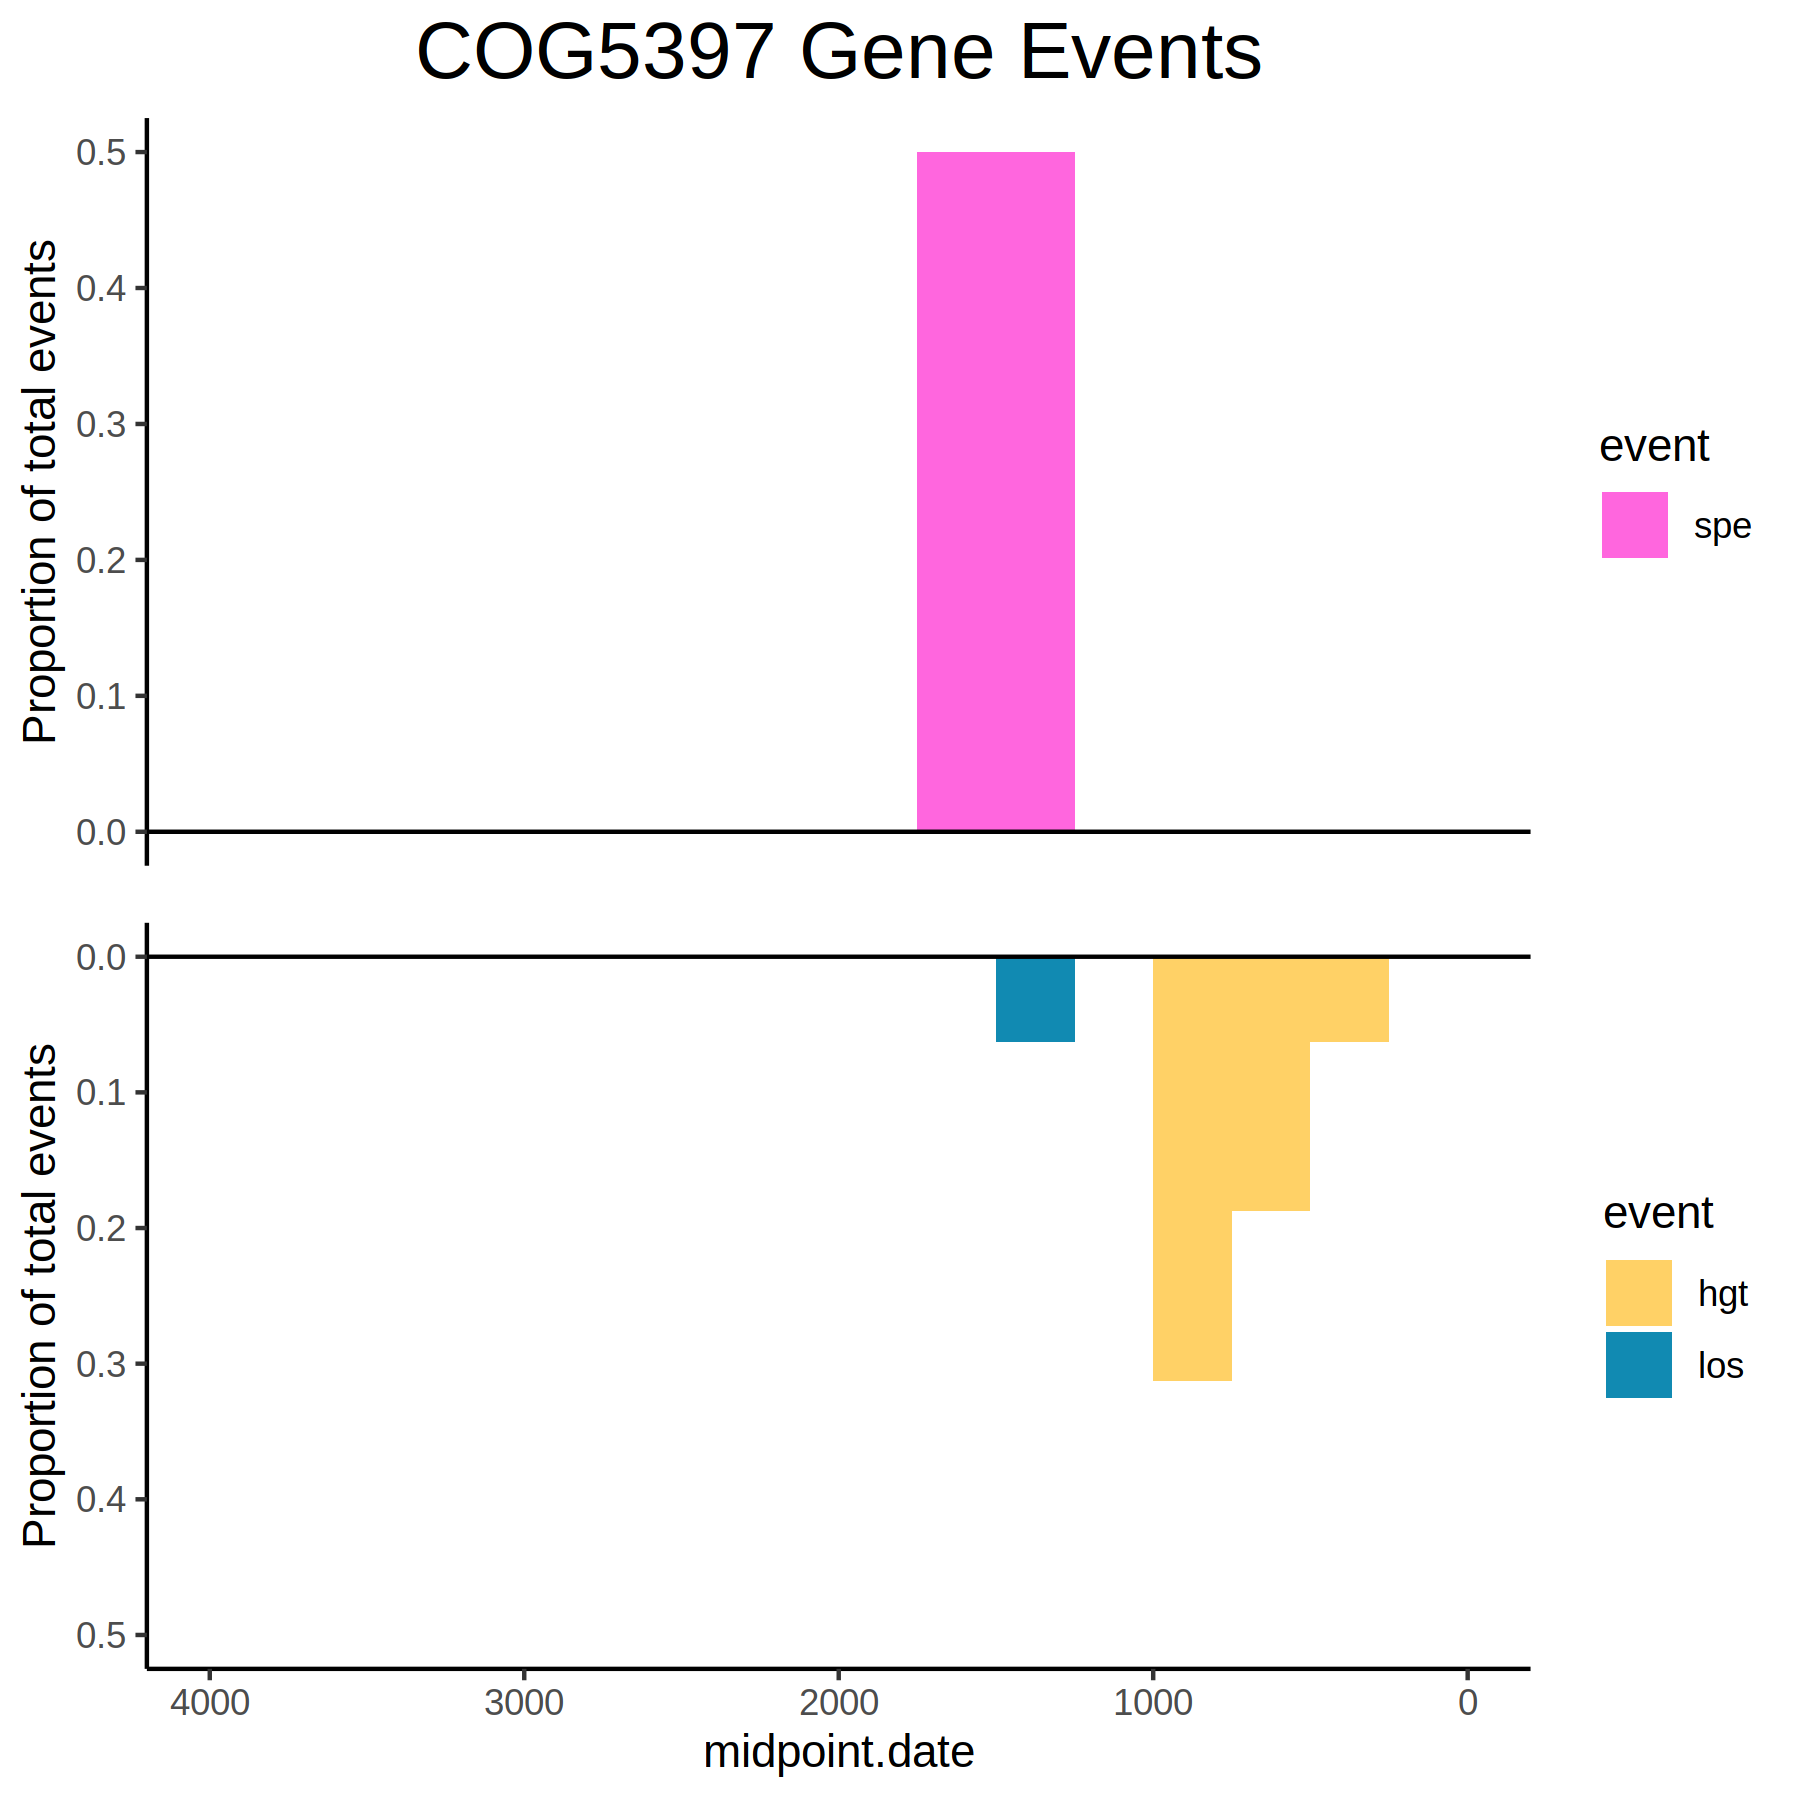 COG5397 Gene Events
Proportion of total events
0.5
0.4
0.3
0.2
0.1
0.0
event
spe
Proportion of total events
0.0
0.1
0.2
0.3
0.4
0.5
event
hgt
los
4000 3000 2000 1000 0
midpoint.date